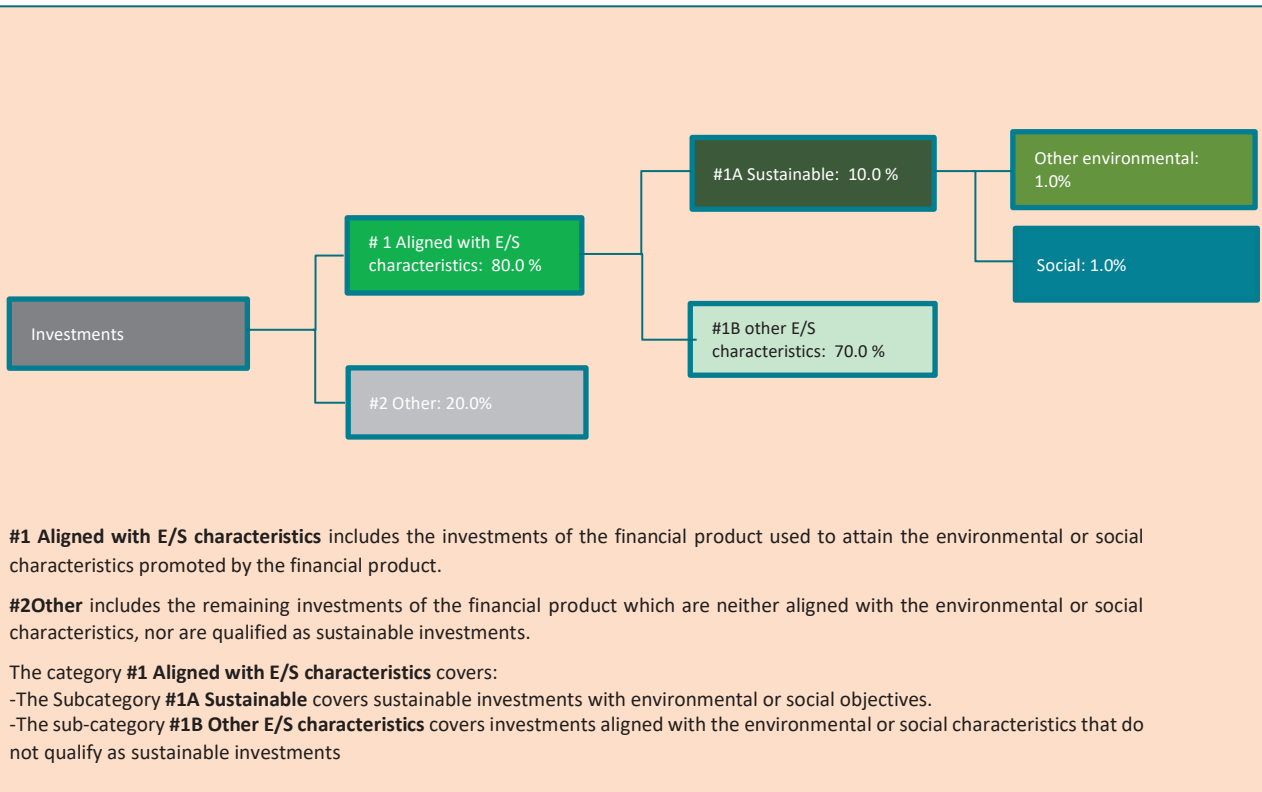 Investments
# 1 Aligned with E/S
characteristics: 80.0 %
#2 Other: 20.0%
#1A Sustainable: 10.0 %
#1B other E/S
characteristics: 70.0 %
Other environmental:
1.0%
Social: 1.0%
#1 Aligned with E/S characteristics includes the investments of the financial product used to attain the environmental or social
characteristics promoted by the financial product.
#2Other includes the remaining investments of the financial product which are neither aligned with the environmental or social
characteristics, nor are qualified as sustainable investments.
The category #1 Aligned with E/S characteristics covers:
-The Subcategory #1A Sustainable covers sustainable investments with environmental or social objectives.
-The sub-category #1B Other E/S characteristics covers investments aligned with the environmental or social characteristics that do
not qualify as sustainable investments